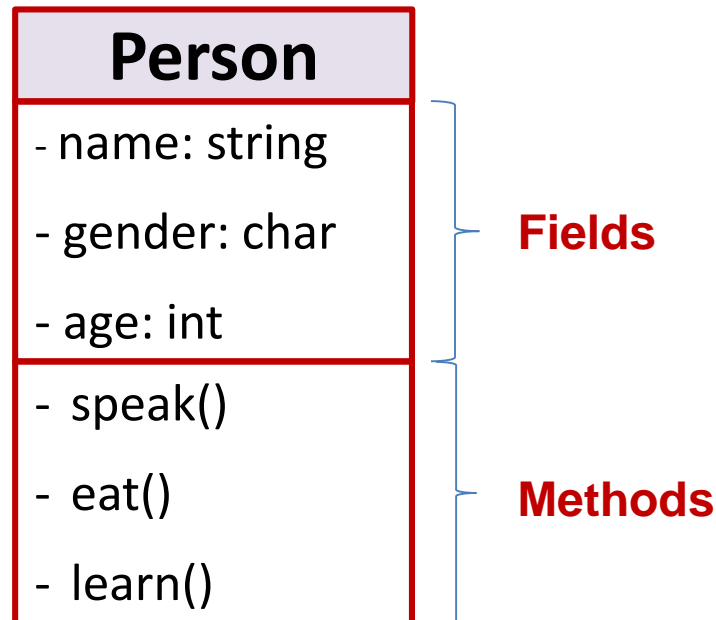 Person
- name: string
- gender: char
- age: int
Fields
- speak()
- eat()
- learn()
Methods